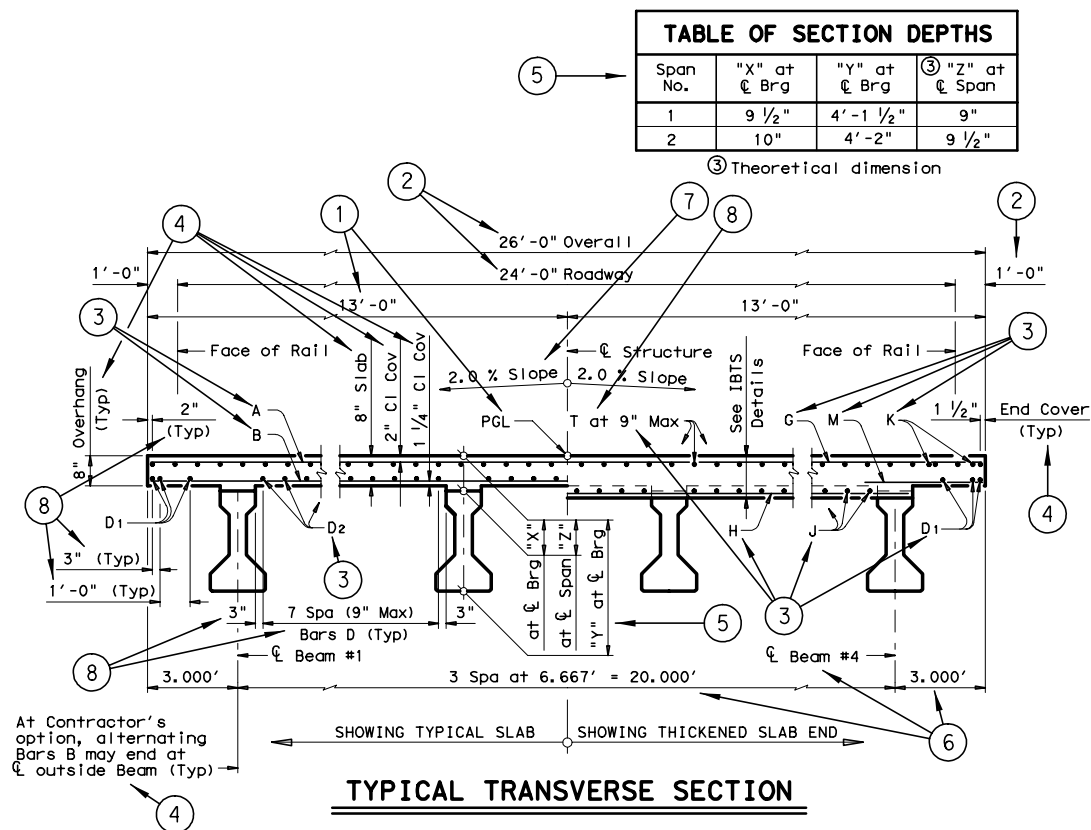 TABLE OF SECTION DEPTHS
Span No. "X" at ℄ Brg "Y" at ℄ Brg ③ "Z" at ℄ Span
1 9 ½" 4'-1 ½" 9"
2 10" 4'-2" 9 ½"
③ Theoretical dimension
5
2
7
1
8
4
2
26'-0" Overall
1'-0"
24'-0" Roadway
1'-0"
13'-0"
13'-0"
3
3
Face of Rail
℄ Structure
Face of Rail
2.0 % Slope
2.0 % Slope
8" Slab
2" Cl Cov
1 ¼" Cl Cov
See IBTS Details
8" Overhang (Typ)
2" (Typ)
A
B
PGL
T at 9" Max
G
M
K
1 ½"
End Cover (Typ)
8
D1
D2
H
J
D1
4
3" (Typ)
1'-0" (Typ)
3
"X" at ℄ Brg
"Z" at ℄ Span
"Y" at ℄ Brg
3
5
3"
7 Spa (9" Max)
3"
Bars D (Typ)
8
℄ Beam #1
℄ Beam #4
3.000'
3 Spa at 6.667' = 20.000'
3.000'
6
At Contractor's
option, alternating
Bars B may end at
℄ outside Beam (Typ)
4
SHOWING TYPICAL SLAB
SHOWING THICKENED SLAB END
TYPICAL TRANSVERSE SECTION